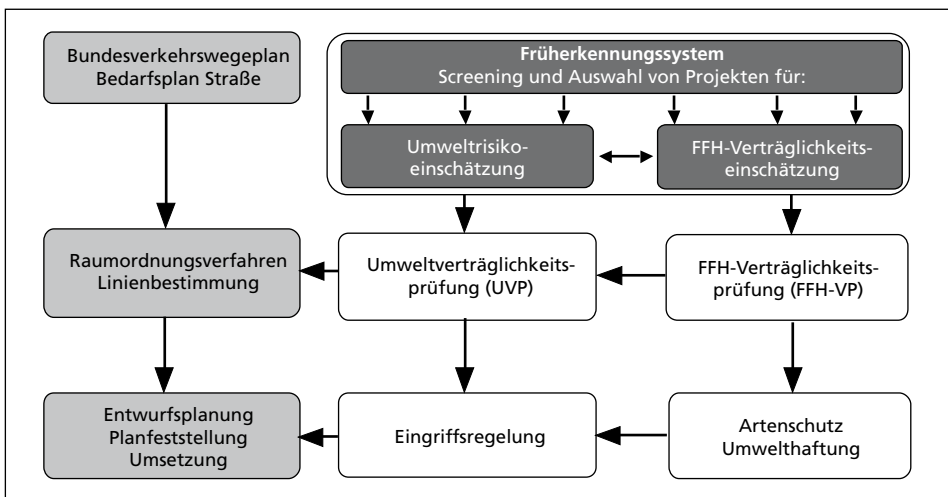 Bundesverkehrswegeplan
Bedarfsplan Straße
Früherkennungssystem
Screening und Auswahl von Projekten für:
Umweltrisiko-
einschätzung
FFH-Verträglichkeits-
einschätzung
Raumordnungsverfahren
Linienbestimmung
Umweltverträglichkeits-
prüfung (UVP)
FFH-Verträglichkeits-
prüfung (FFH-VP)
Entwurfsplanung
Planfeststellung
Umsetzung
Eingriffsregelung
Artenschutz
Umwelthaftung